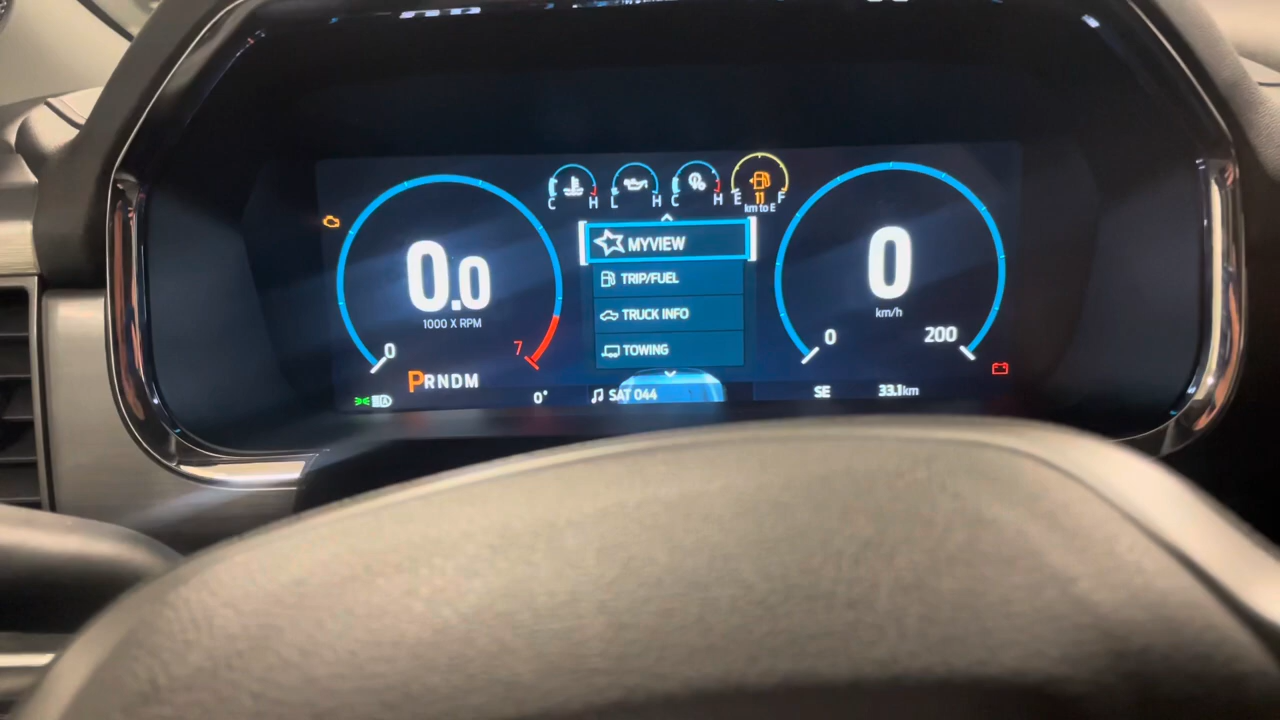 C H L H C H E 11 F
km to E
MYVIEW
TRIP/FUEL
TRUCK INFO
TOWING
0.0
1000 X RPM
0 7
PRNDM
0°
SAT 044
0
km/h
0 200
SE 33.1km